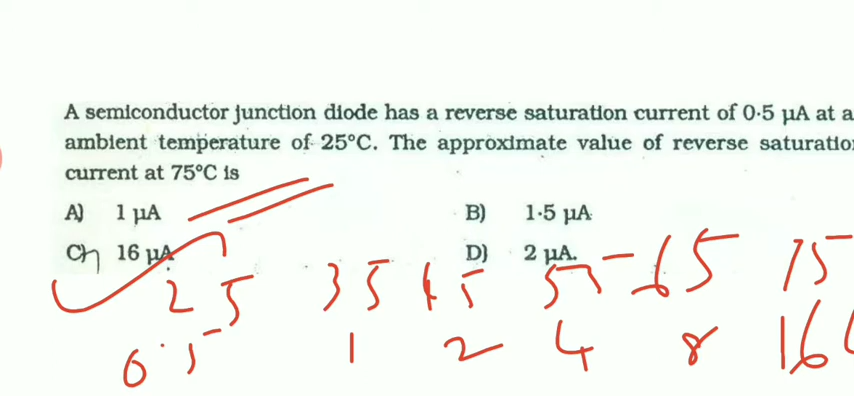 A semiconductor junction diode has a reverse saturation current of 0·5 µA at a
ambient temperature of 25°C. The approximate value of reverse saturatio
current at 75°C is
A) 1 µA B) 1·5 µA
C) 16 µA D) 2 µA.
25 35 45 55 65 75
0.5 1 2 4 8 16